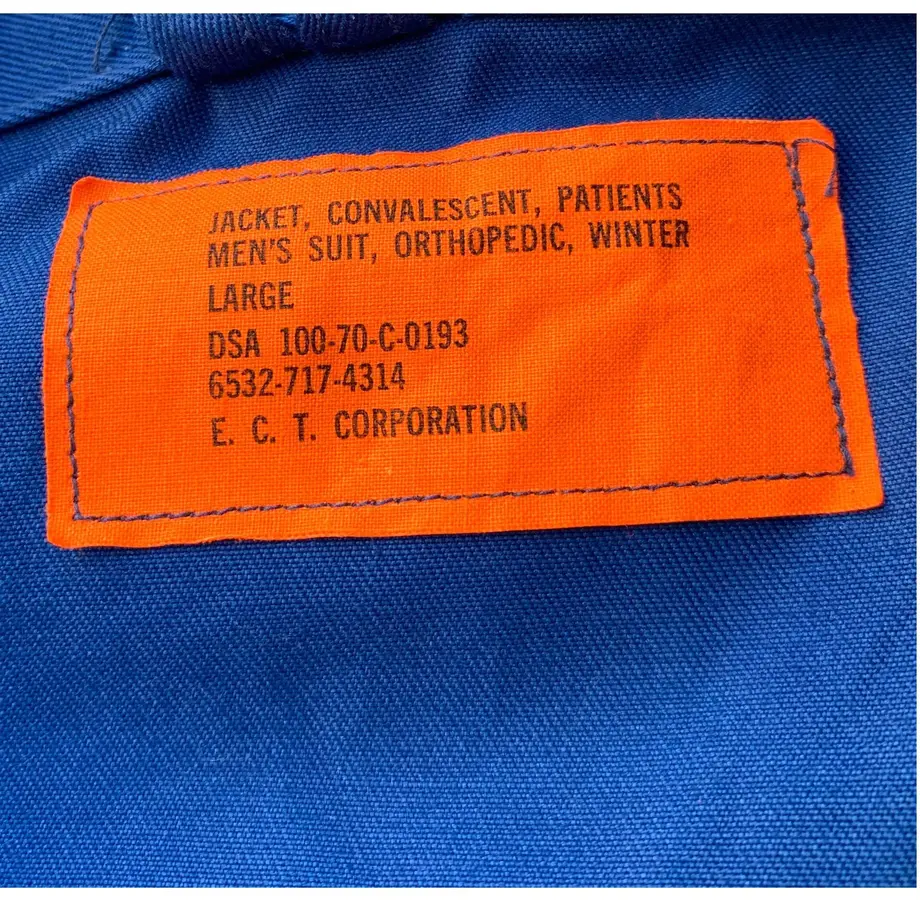 JACKET, CONVALESCENT, PATIENTS
MEN'S SUIT, ORTHOPEDIC, WINTER
LARGE
DSA 100-70-C-0193
6532-717-4314
E. C. T. CORPORATION